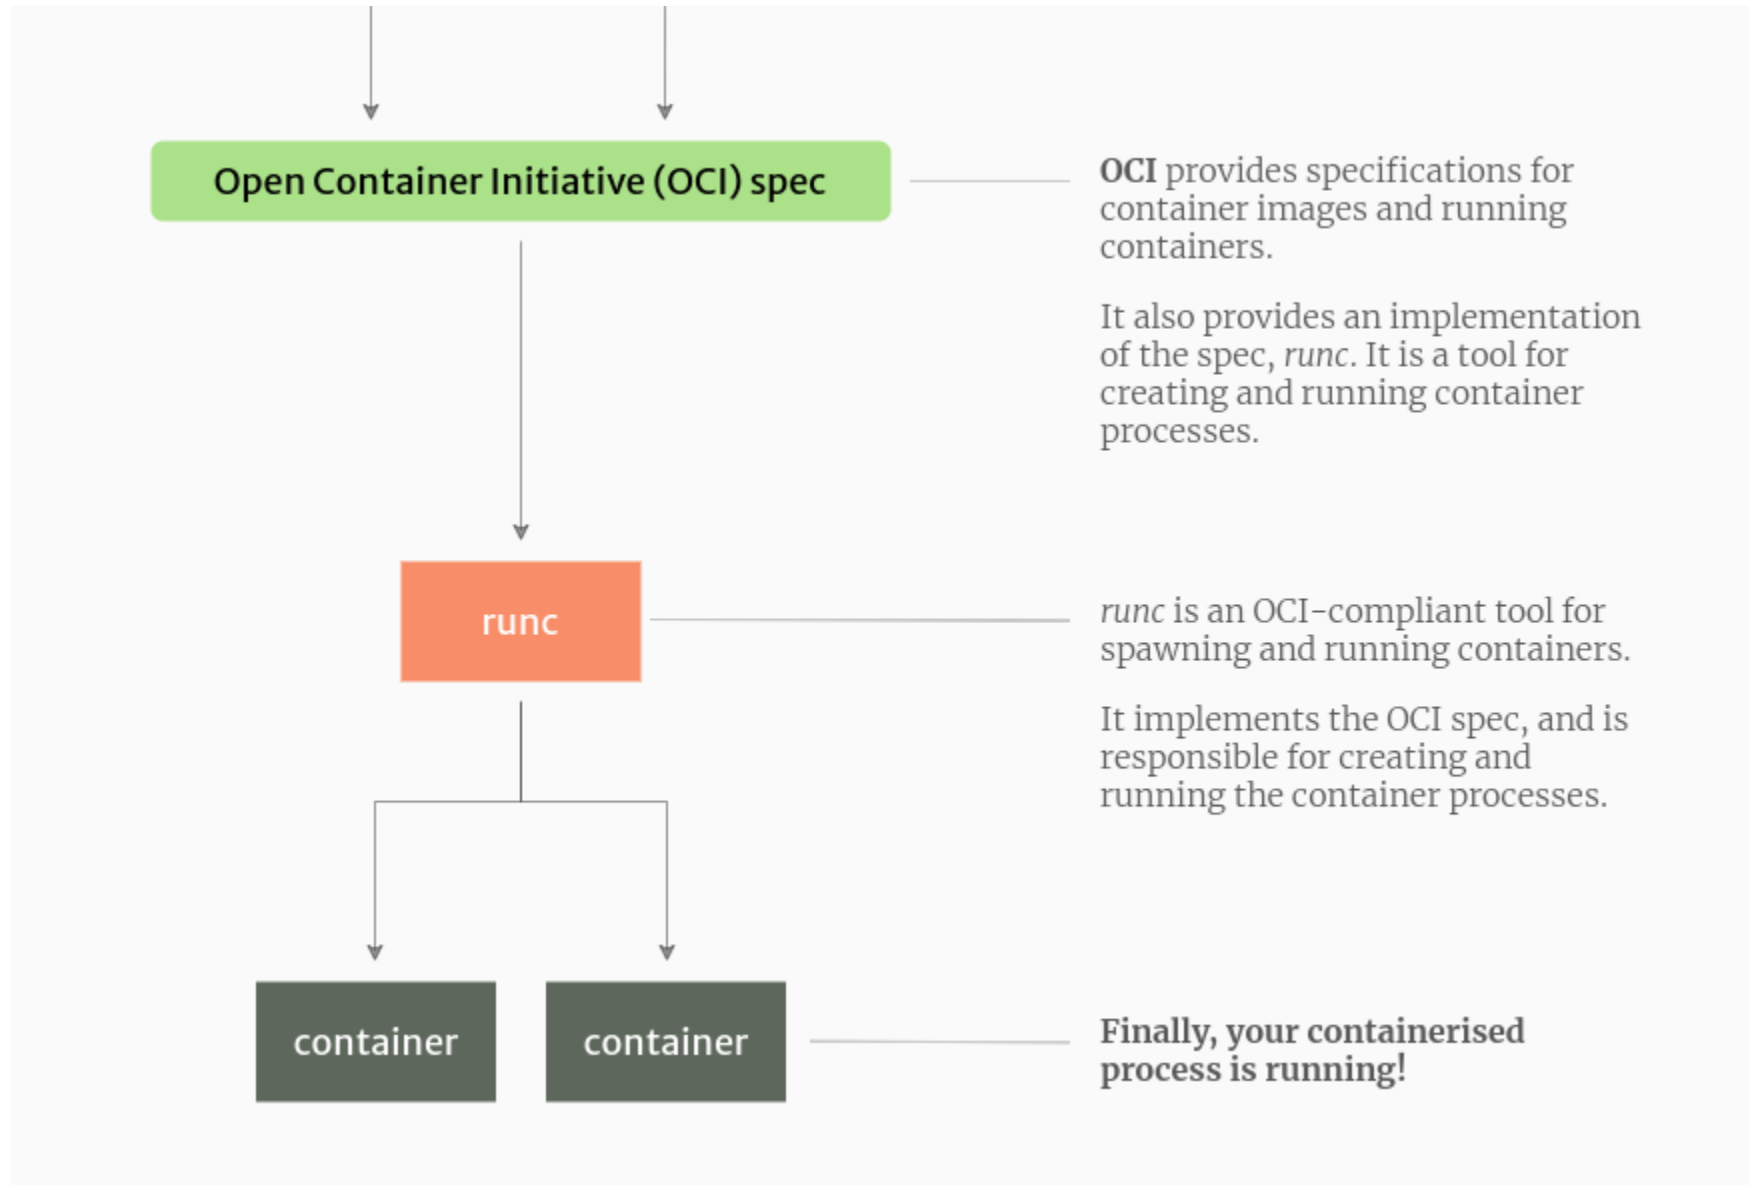 Open Container Initiative (OCI) spec
OCI provides specifications for
container images and running
containers.
It also provides an implementation
of the spec, runc. It is a tool for
creating and running container
processes.
runc
runc is an OCI-compliant tool for
spawning and running containers.
It implements the OCI spec, and is
responsible for creating and
running the container processes.
container
container
Finally, your containerised
process is running!